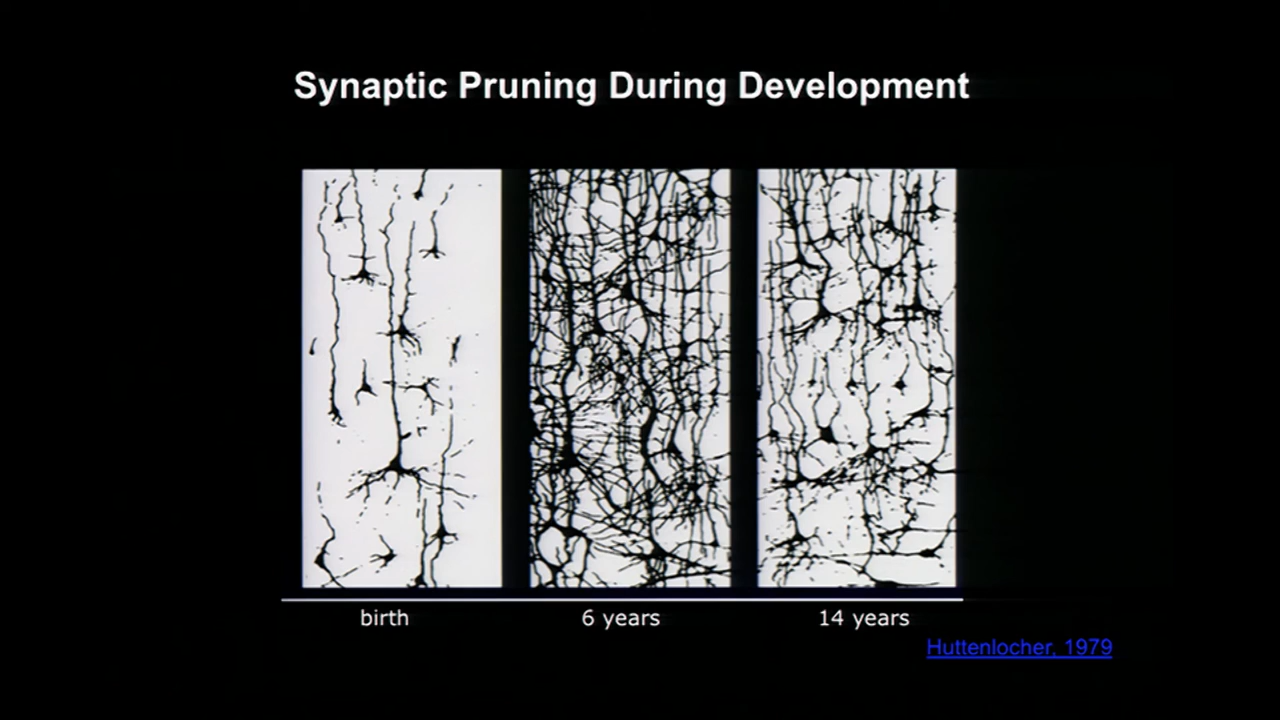 Synaptic Pruning During Development
birth
6 years
14 years
Huttenlocher, 1979